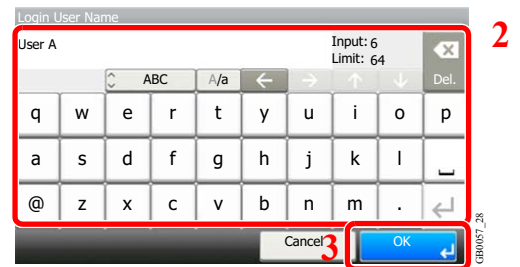 Login User Name
User A
Input: 6
Limit: 64
ABC A/a ← → ↑ ↓ Del.
q w e r t y u i o p
a s d f g h j k l
@ z x c v b n m .
Cancel OK
2
3
GB0057_28